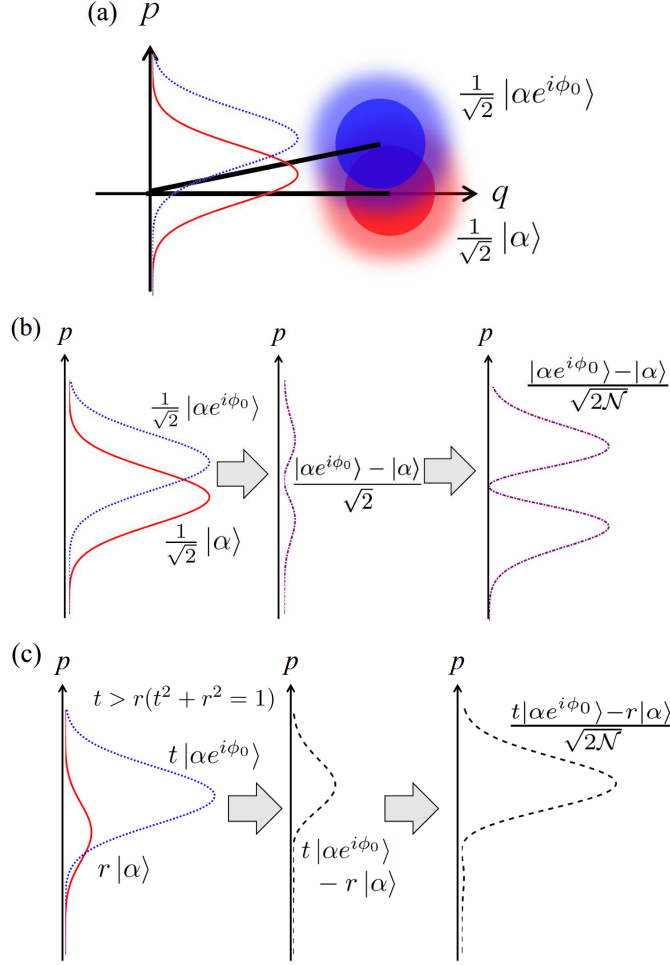 (a)
p
1/√2 |αe^{iϕ₀}⟩
q
1/√2 |α⟩
(b)
p
p
p
1/√2 |αe^{iϕ₀}⟩
1/√2 |α⟩
|αe^{iϕ₀}⟩ − |α⟩ / √2
|αe^{iϕ₀}⟩−|α⟩ / √2𝒩
(c)
p
p
p
t > r(t² + r² = 1)
t |αe^{iϕ₀}⟩
r |α⟩
t |αe^{iϕ₀}⟩
− r |α⟩
t|αe^{iϕ₀}⟩−r|α⟩ / √2𝒩